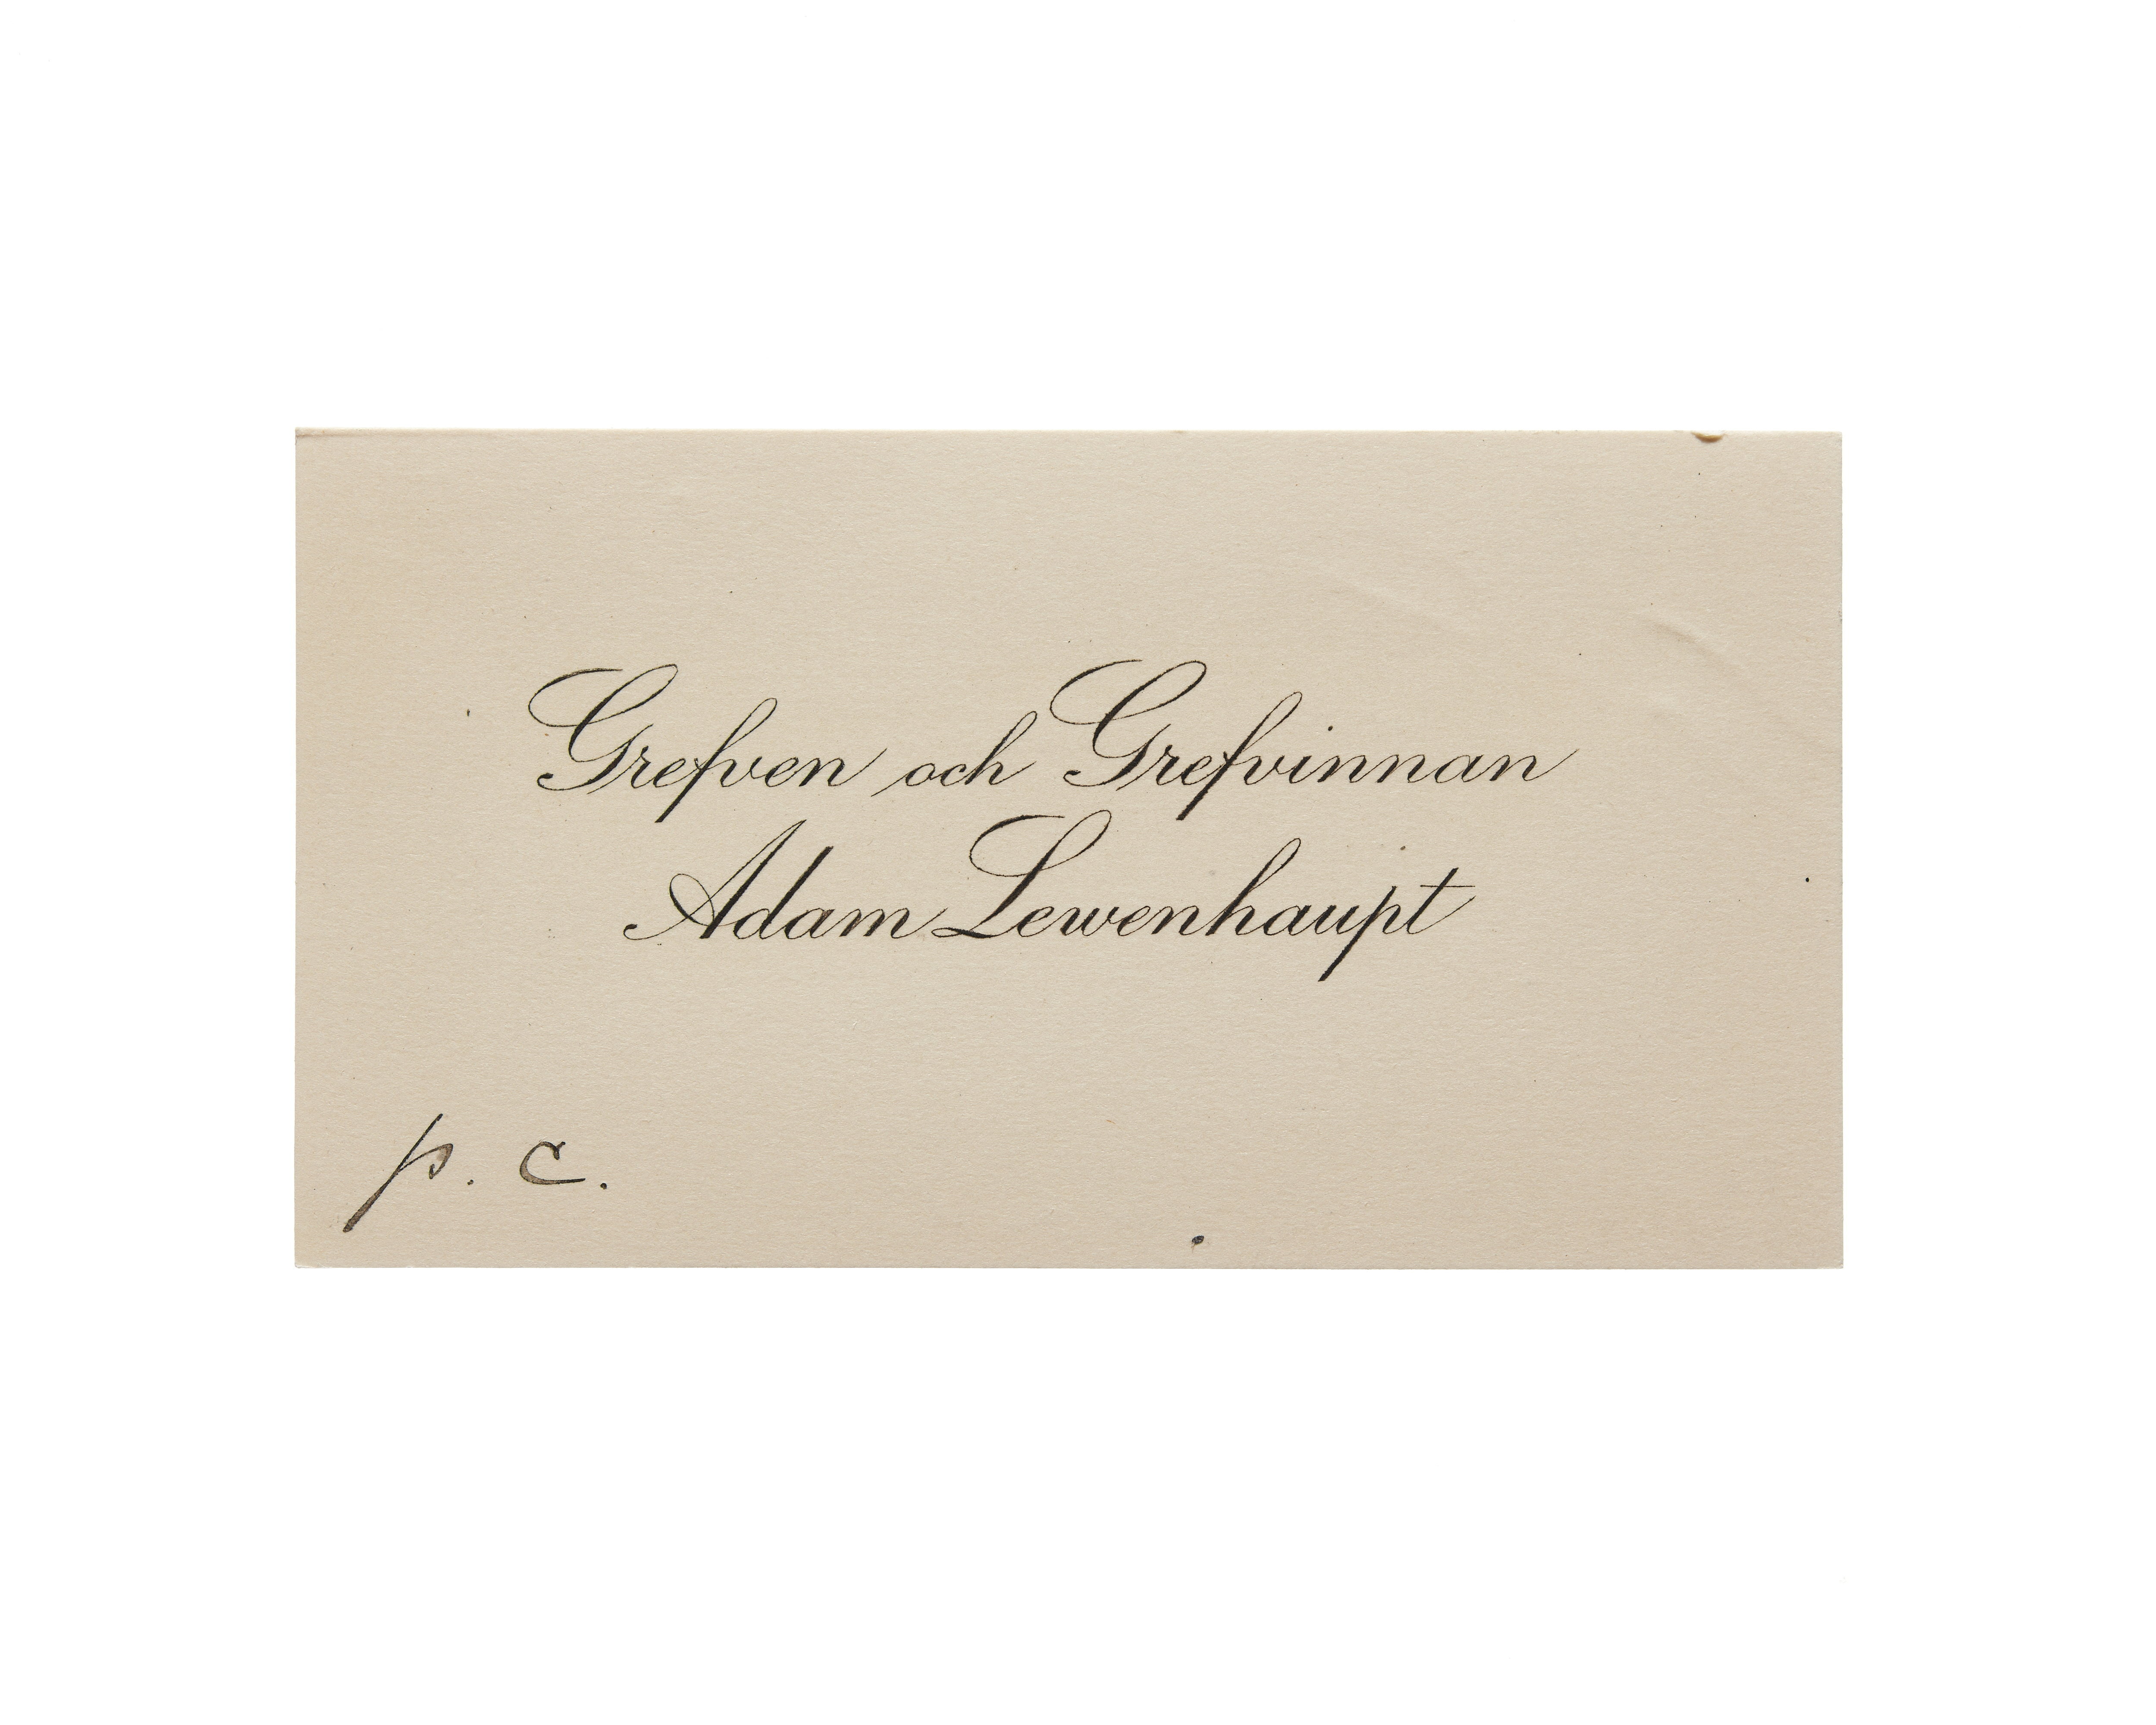 Grefven och Grefvinnan
Adam Lewenhaupt
p. c.